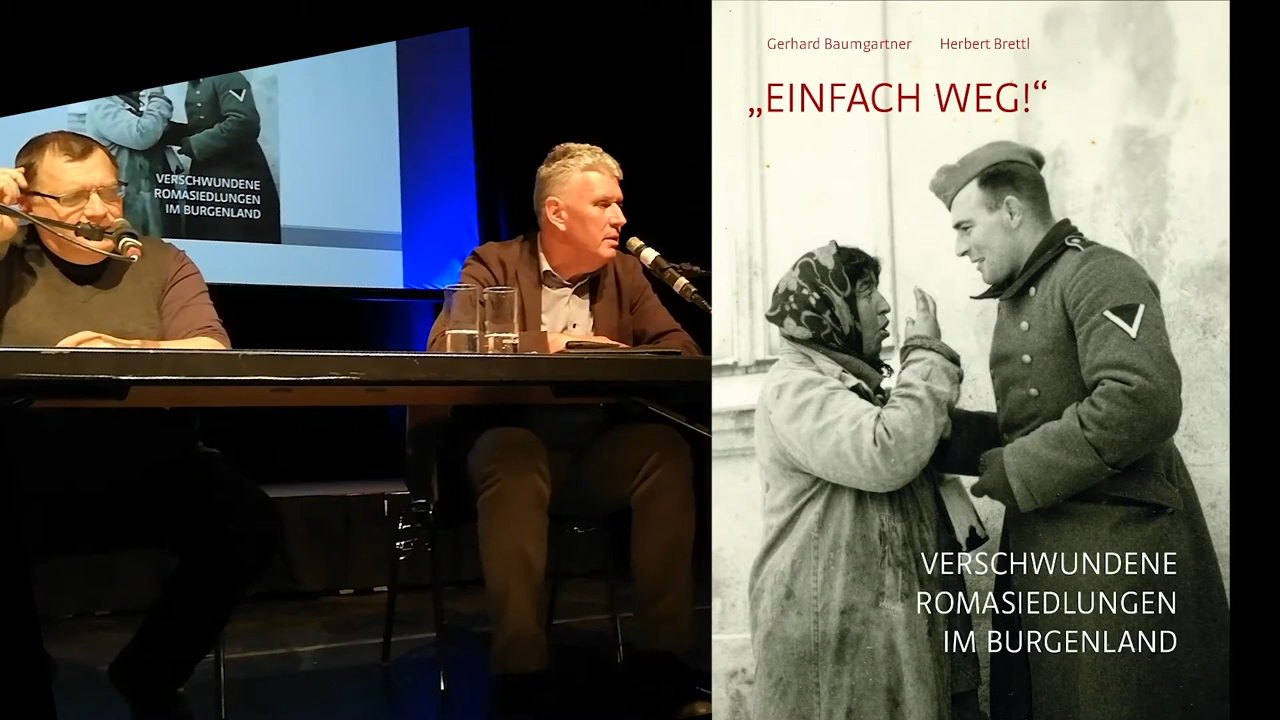 VERSCHWUNDENE
ROMASIEDLUNGEN
IM BURGENLAND
Gerhard Baumgartner Herbert Brettl
„EINFACH WEG!“
VERSCHWUNDENE
ROMASIEDLUNGEN
IM BURGENLAND